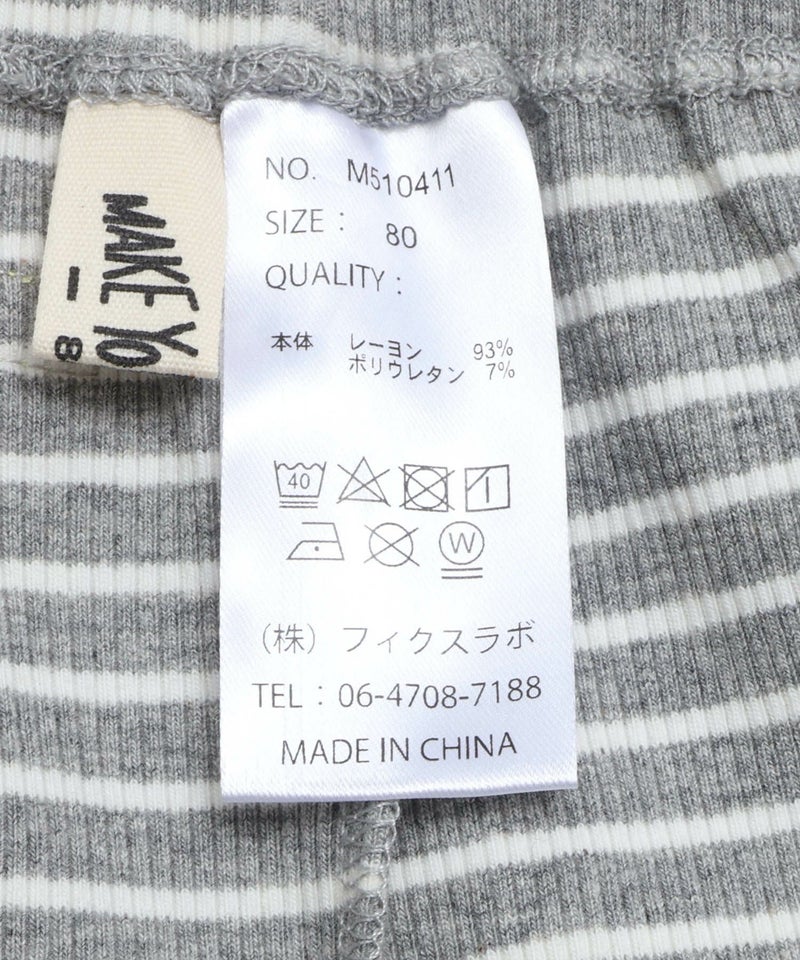 NO. M510411
SIZE : 80
QUALITY :
本体 レーヨン 93%
ポリウレタン 7%
40
W
(株) フィクスラボ
TEL : 06-4708-7188
MADE IN CHINA
MAKE YO
- 8